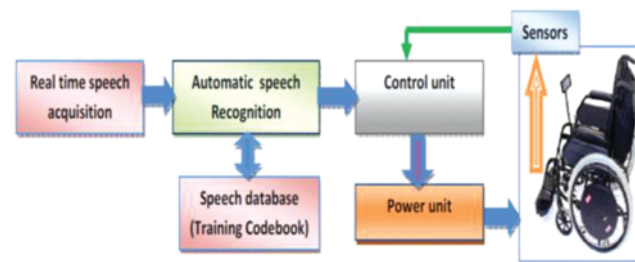 Sensors
Real time speech
acquisition
Automatic speech
Recognition
Control unit
Speech database
(Training Codebook)
Power unit